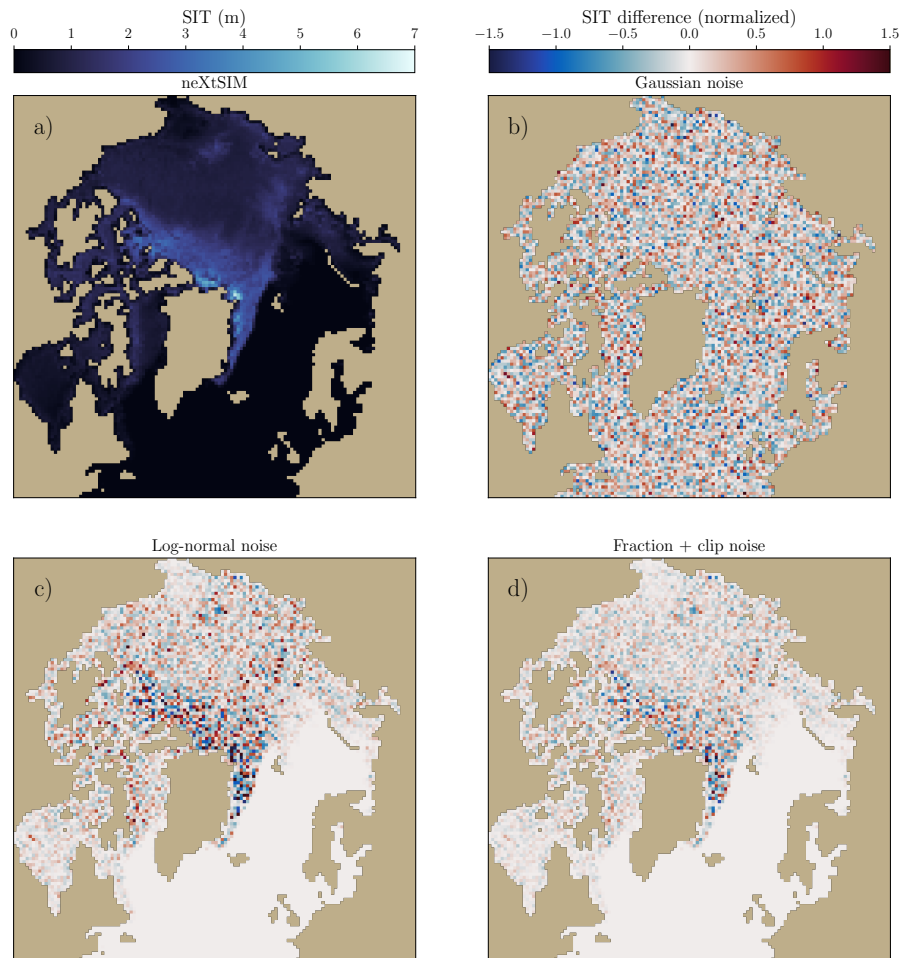 SIT (m)
0 1 2 3 4 5 6 7
neXtSIM
a)
SIT difference (normalized)
−1.5 −1.0 −0.5 0.0 0.5 1.0 1.5
Gaussian noise
b)
Log-normal noise
c)
Fraction + clip noise
d)